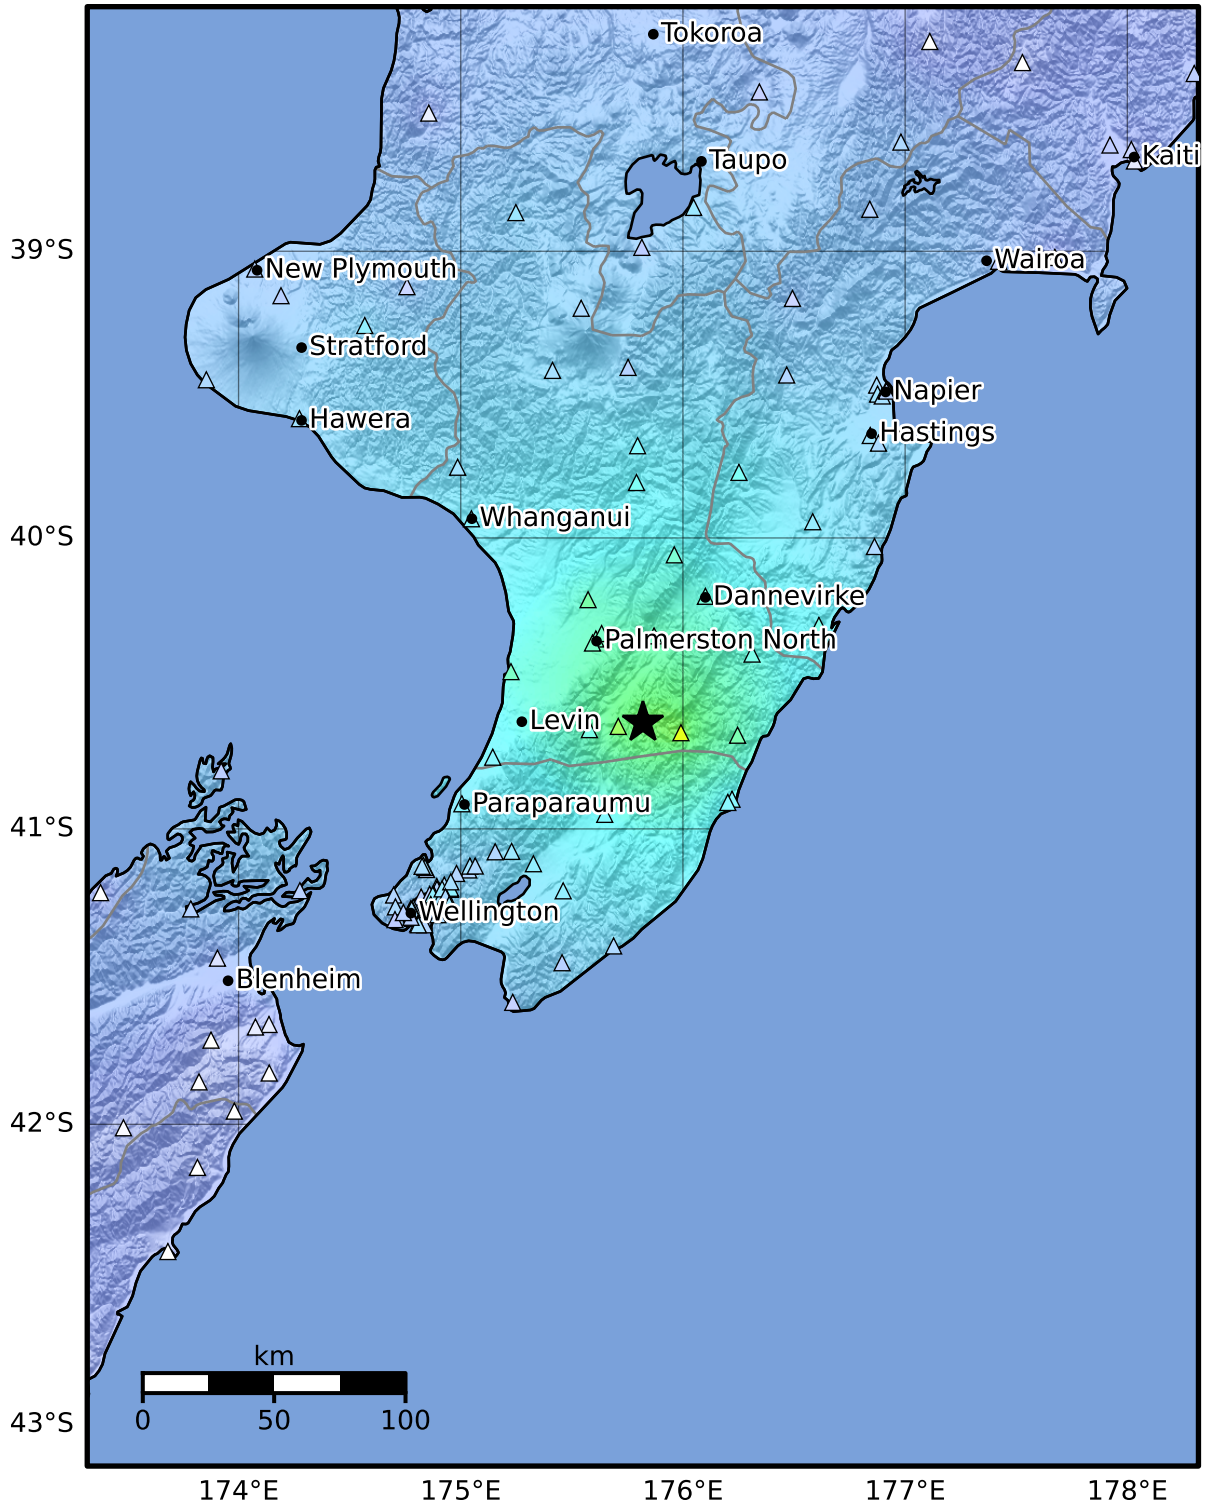 Tokoroa
Taupo
Kaiti
39°S
Wairoa
New Plymouth
Stratford
Napier
Hawera
Hastings
Whanganui
40°S
Dannevirke
Palmerston North
Levin
Paraparaumu
41°S
Wellington
Blenheim
42°S
km
0 50 100
43°S
174°E 175°E 176°E 177°E 178°E